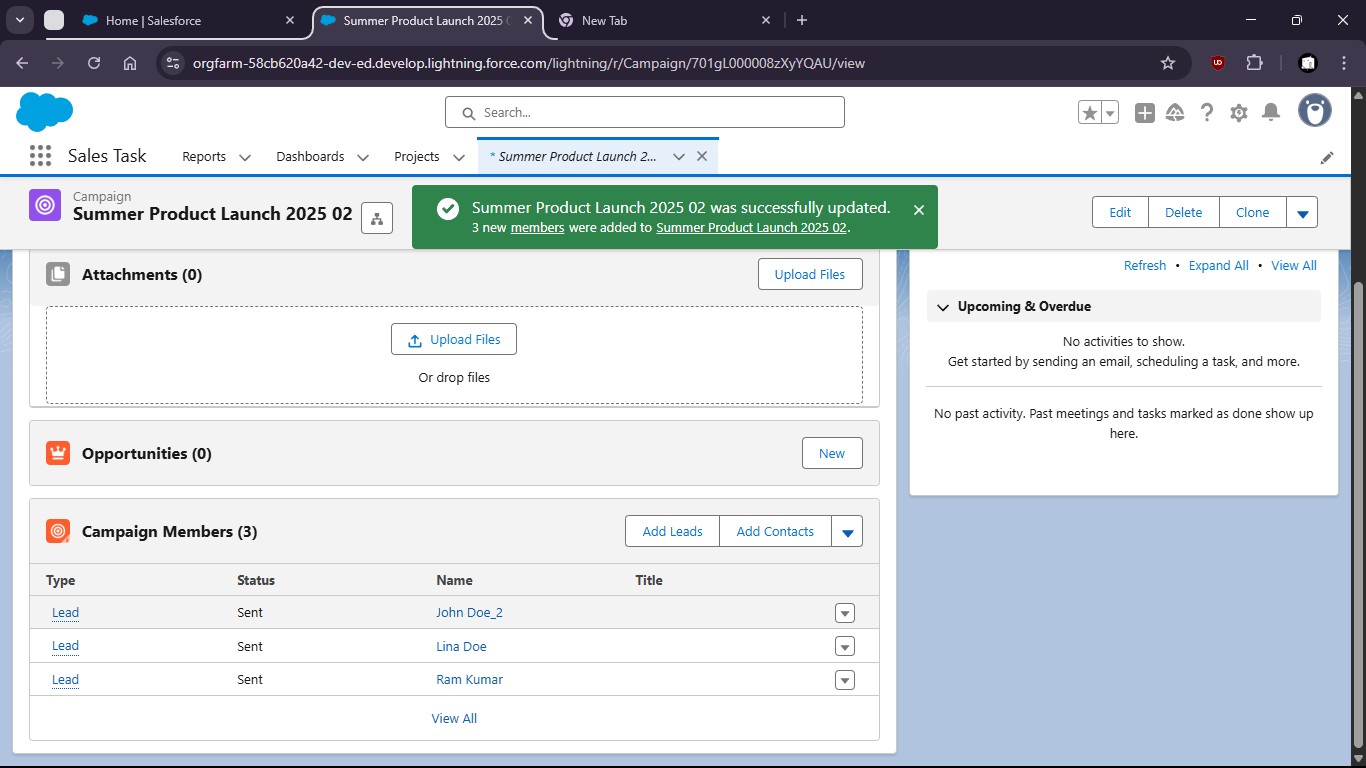 Home | Salesforce
Summer Product Launch 2025
New Tab
orgfarm-58cb620a42-dev-ed.develop.lightning.force.com/lightning/r/Campaign/701gL000008zXyYQAU/view
Search...
Sales Task
Reports
Dashboards
Projects
* Summer Product Launch 2...
Campaign
Summer Product Launch 2025 02
Summer Product Launch 2025 02 was successfully updated.
3 new members were added to Summer Product Launch 2025 02.
Edit
Delete
Clone
Attachments (0)
Upload Files
Upload Files
Or drop files
Opportunities (0)
New
Campaign Members (3)
Add Leads
Add Contacts
Type Status Name Title
Lead Sent John Doe_2
Lead Sent Lina Doe
Lead Sent Ram Kumar
View All
Refresh • Expand All • View All
Upcoming & Overdue
No activities to show.
Get started by sending an email, scheduling a task, and more.
No past activity. Past meetings and tasks marked as done show up
here.